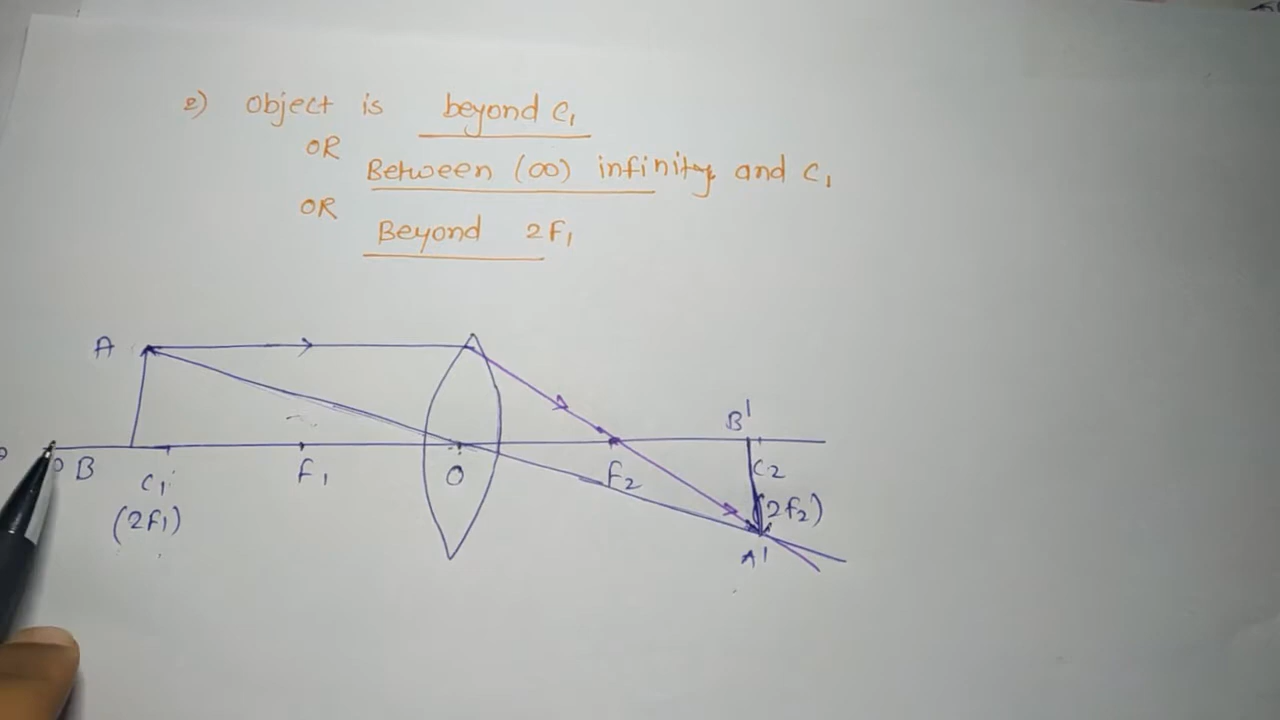 2) Object is beyond C1
OR
Between (∞) infinity and C1
OR
Beyond 2F1
A
B'
B
C1
F1
O
F2
C2
(2F1)
(2F2)
A'